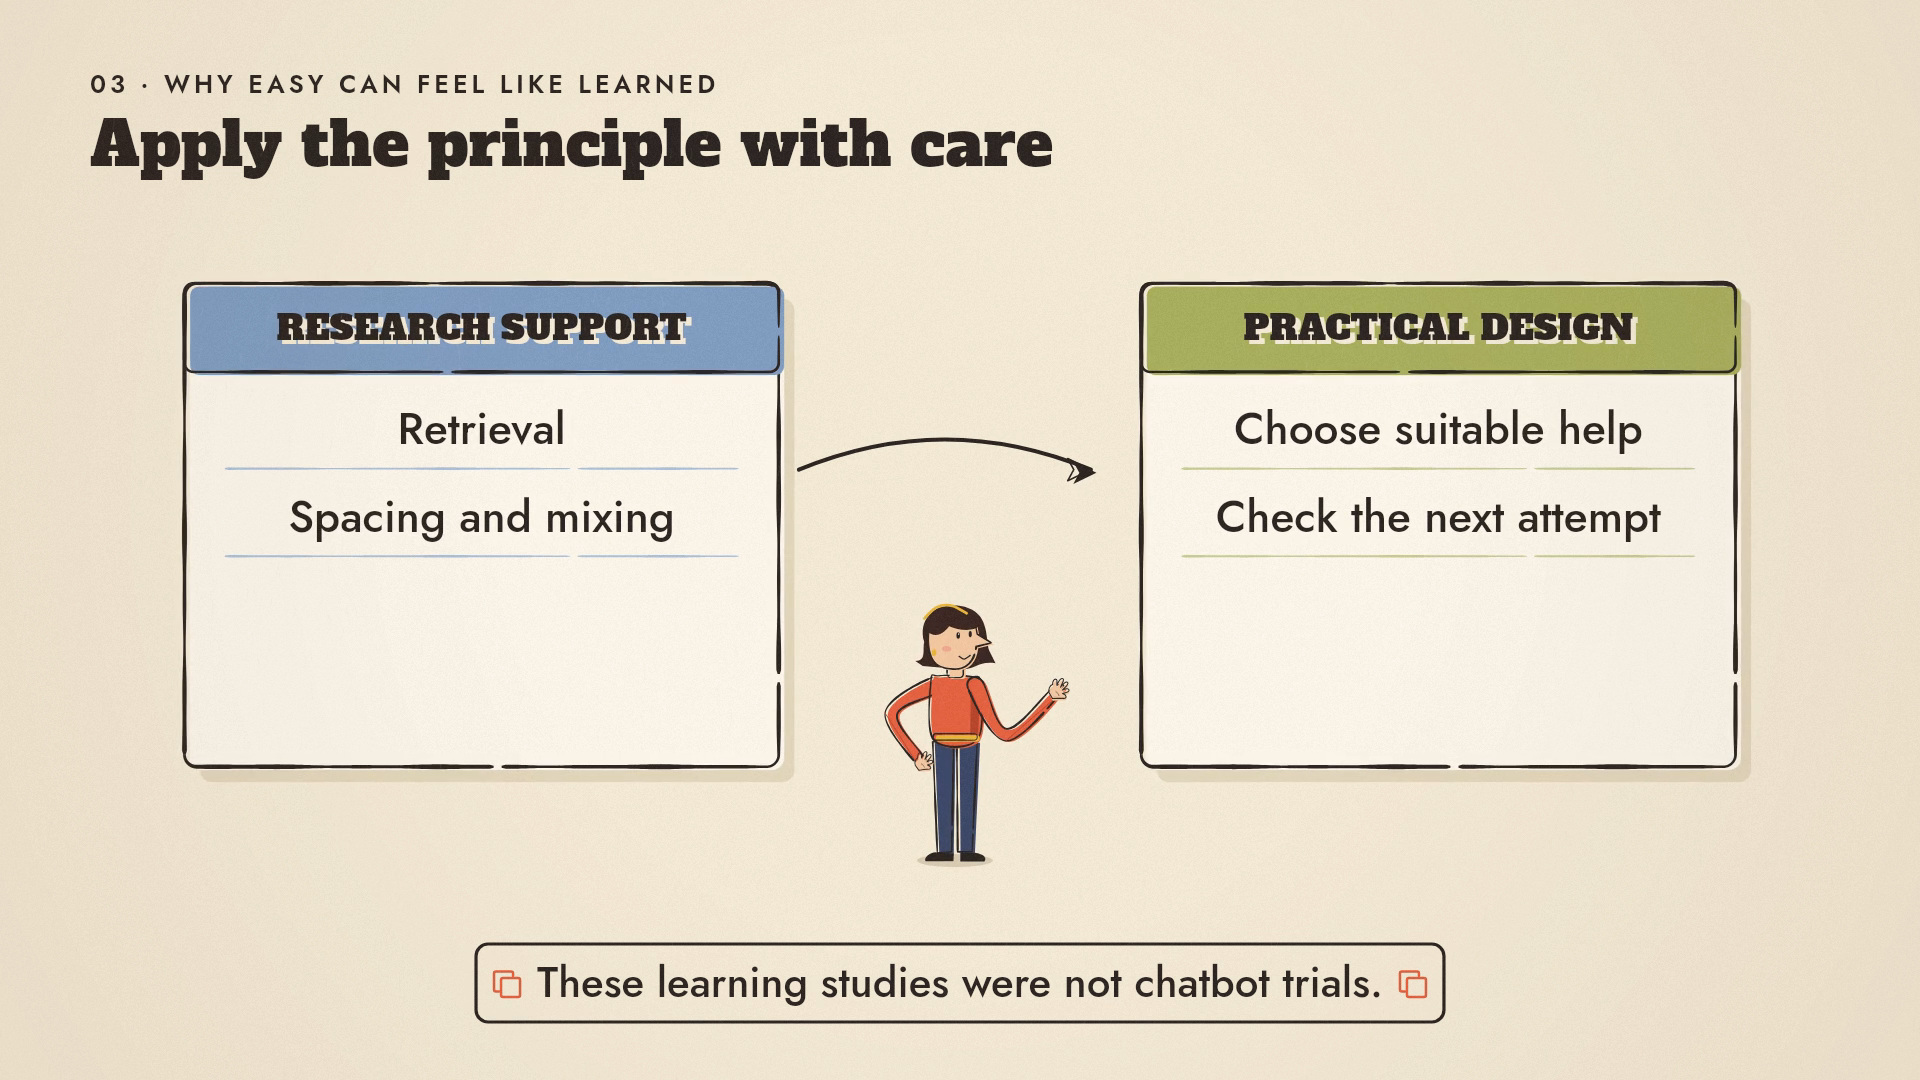 03 · WHY EASY CAN FEEL LIKE LEARNED
Apply the principle with care
RESEARCH SUPPORT
Retrieval
Spacing and mixing
PRACTICAL DESIGN
Choose suitable help
Check the next attempt
These learning studies were not chatbot trials.